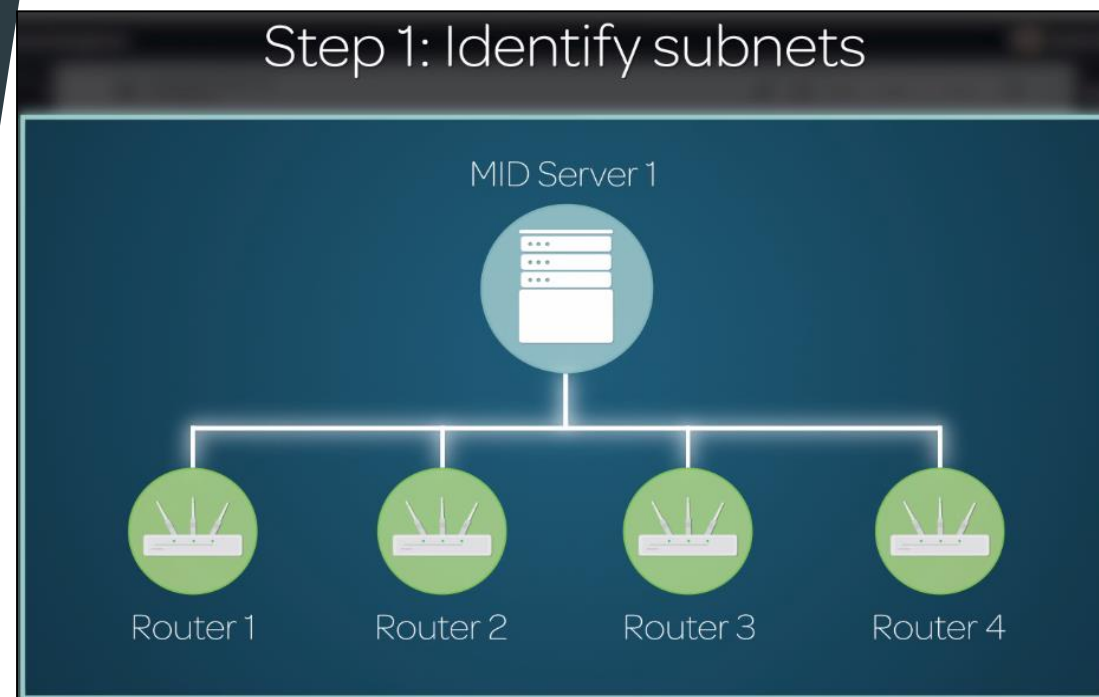 Step 1: Identify subnets
MID Server 1
Router 1 Router 2 Router 3 Router 4